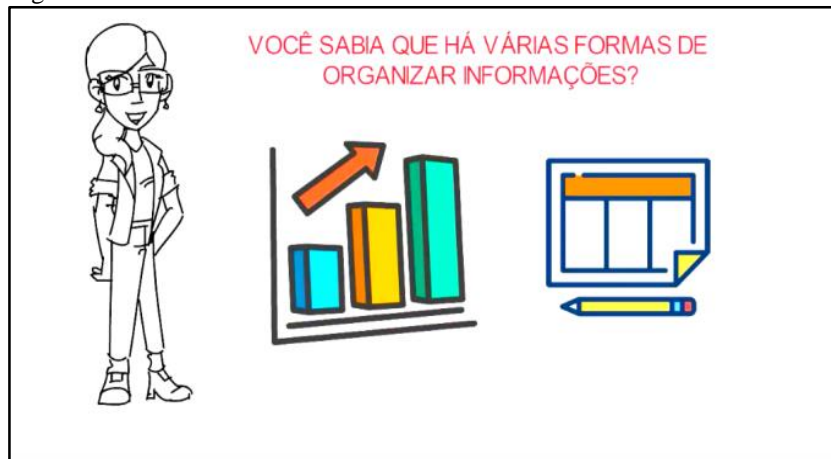 VOCÊ SABIA QUE HÁ VÁRIAS FORMAS DE
ORGANIZAR INFORMAÇÕES?